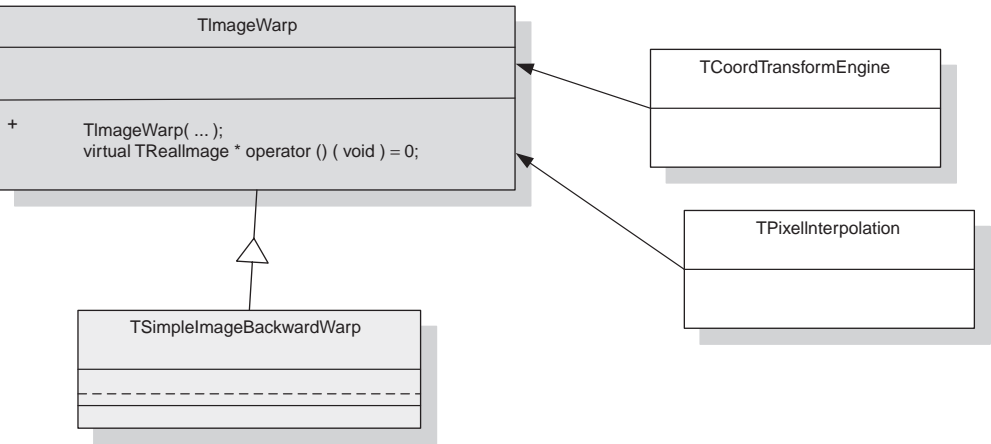 TImageWarp
TCoordTransformEngine
+ TImageWarp( ... );
virtual TRealImage * operator () ( void ) = 0;
TPixelInterpolation
TSimpleImageBackwardWarp